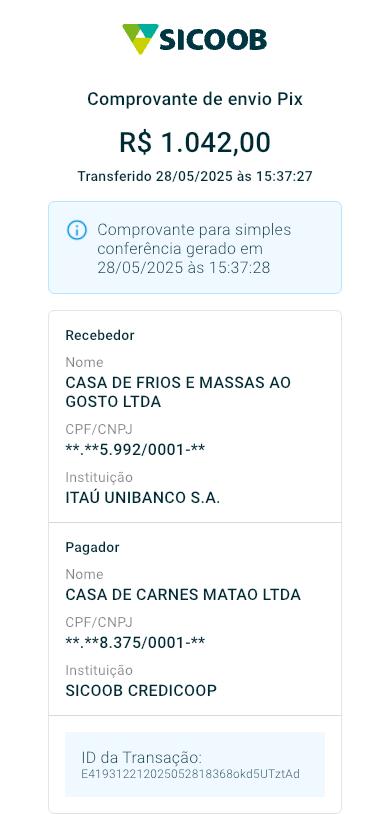 SICOOB
Comprovante de envio Pix
R$ 1.042,00
Transferido 28/05/2025 às 15:37:27
Comprovante para simples
conferência gerado em
28/05/2025 às 15:37:28
Recebedor
Nome
CASA DE FRIOS E MASSAS AO
GOSTO LTDA
CPF/CNPJ
**.**5.992/0001-**
Instituição
ITAÚ UNIBANCO S.A.
Pagador
Nome
CASA DE CARNES MATAO LTDA
CPF/CNPJ
**.**8.375/0001-**
Instituição
SICOOB CREDICOOP
ID da Transação:
E419312212025052818368okd5UTztAd